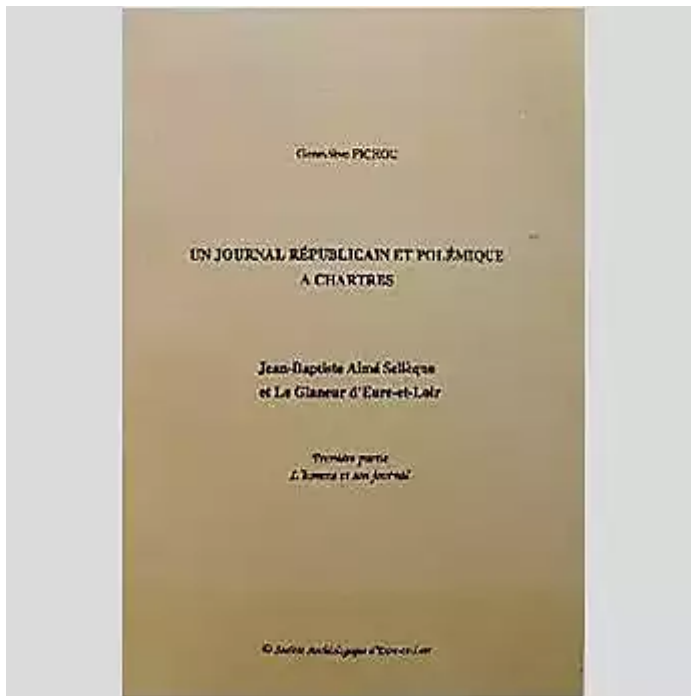 Geneviève PICHOU
UN JOURNAL RÉPUBLICAIN ET POLÉMIQUE
A CHARTRES
Jean-Baptiste Aimé Sellèque
et Le Glaneur d'Eure-et-Loir
Première partie
L'homme et son journal
© Société Archéologique d'Eure-et-Loir